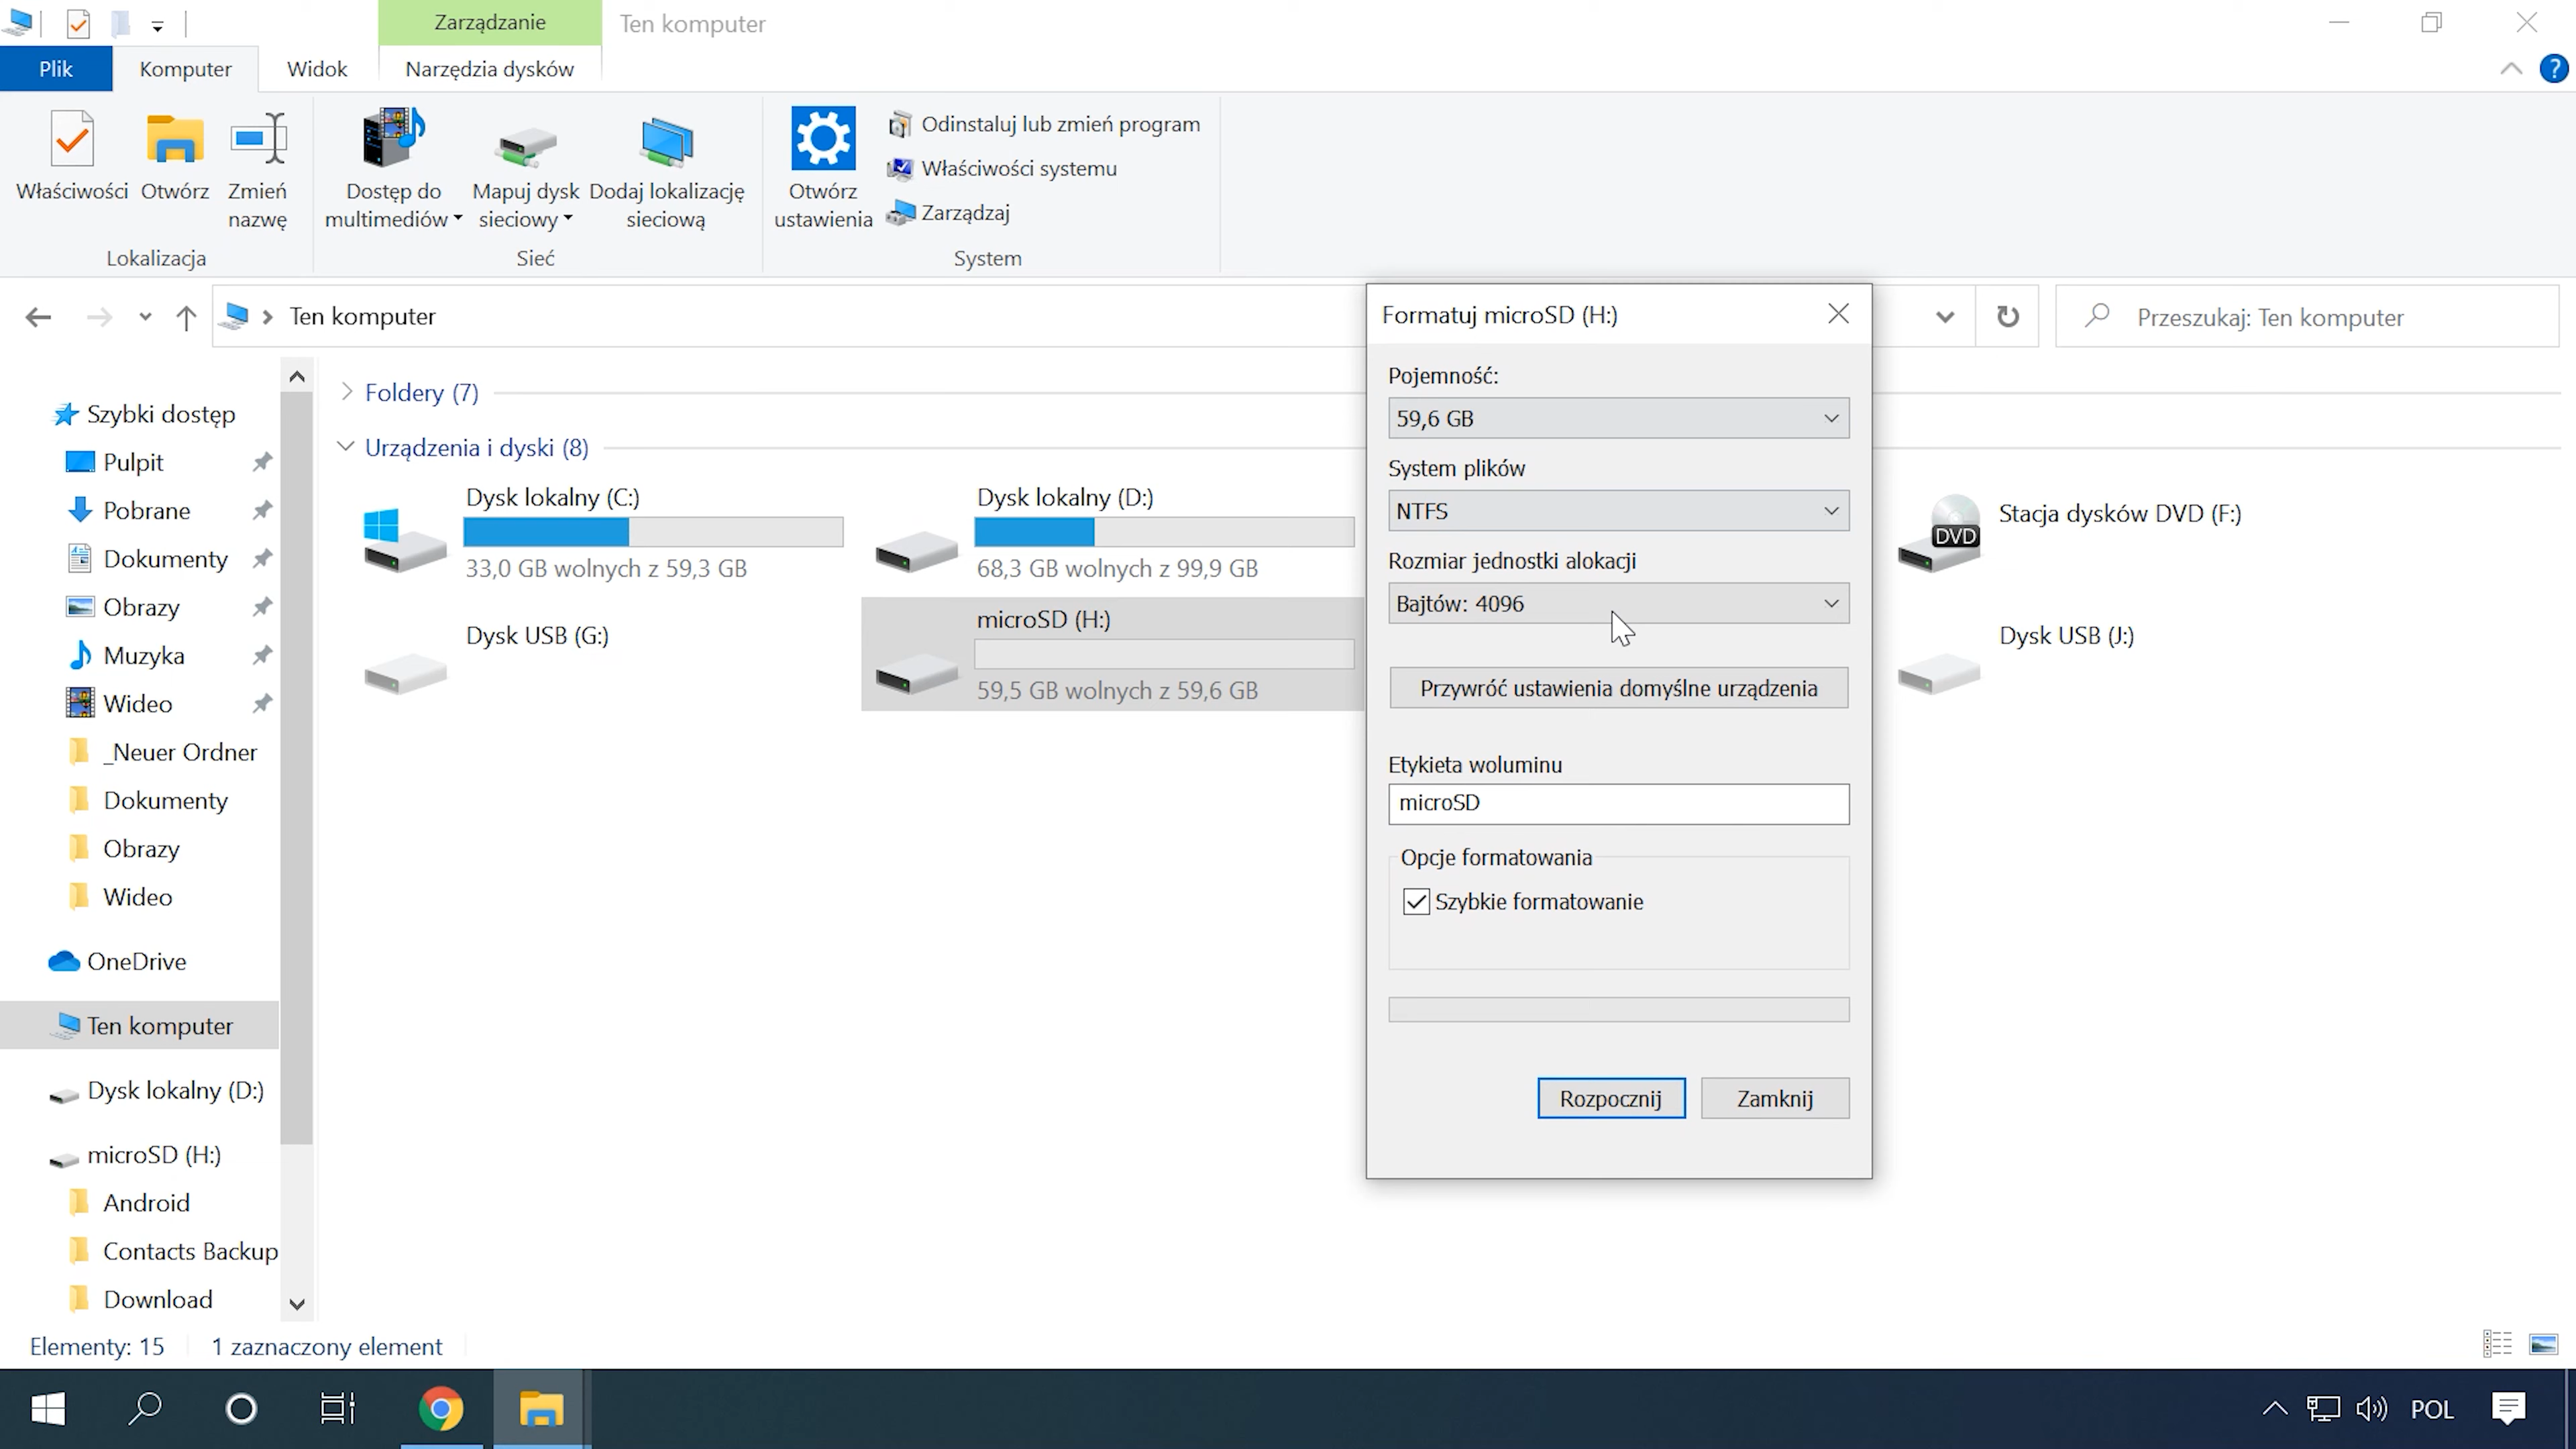 Zarządzanie
Ten komputer
Plik
Komputer
Widok
Narzędzia dysków
?
Właściwości
Otwórz
Zmień
nazwę
Lokalizacja
Dostęp do
multimediów
Mapuj dysk
sieciowy
Dodaj lokalizację
sieciową
Sieć
Otwórz
ustawienia
Odinstaluj lub zmień program
Właściwości systemu
Zarządzaj
System
Ten komputer
Przeszukaj: Ten komputer
Szybki dostęp
Pulpit
Pobrane
Dokumenty
Obrazy
Muzyka
Wideo
_Neuer Ordner
Dokumenty
Obrazy
Wideo
OneDrive
Ten komputer
Dysk lokalny (D:)
microSD (H:)
Android
Contacts Backup
Download
Foldery (7)
Urządzenia i dyski (8)
Dysk lokalny (C:)
33,0 GB wolnych z 59,3 GB
Dysk lokalny (D:)
68,3 GB wolnych z 99,9 GB
DVD
Stacja dysków DVD (F:)
Dysk USB (G:)
microSD (H:)
59,5 GB wolnych z 59,6 GB
Dysk USB (J:)
Formatuj microSD (H:)
Pojemność:
59,6 GB
System plików
NTFS
Rozmiar jednostki alokacji
Bajtów: 4096
Przywróć ustawienia domyślne urządzenia
Etykieta woluminu
microSD
Opcje formatowania
Szybkie formatowanie
Rozpocznij
Zamknij
Elementy: 15
1 zaznaczony element
POL